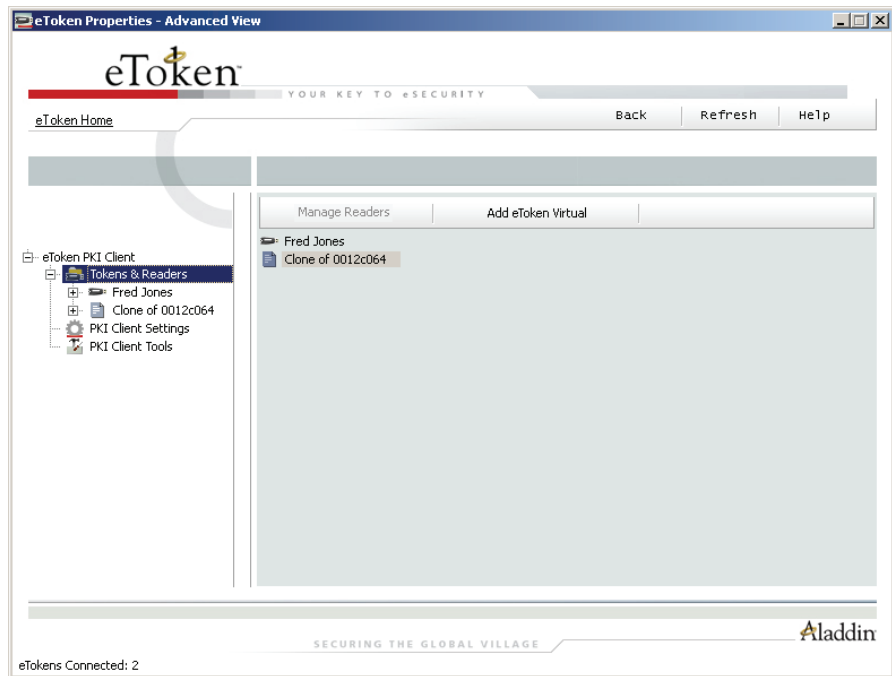 eToken Properties - Advanced View
eToken™
YOUR KEY TO eSECURITY
eToken Home
Back
Refresh
Help
Manage Readers
Add eToken Virtual
Fred Jones
Clone of 0012c064
eToken PKI Client
Tokens & Readers
Fred Jones
Clone of 0012c064
PKI Client Settings
PKI Client Tools
SECURING THE GLOBAL VILLAGE
Aladdin
eTokens Connected: 2